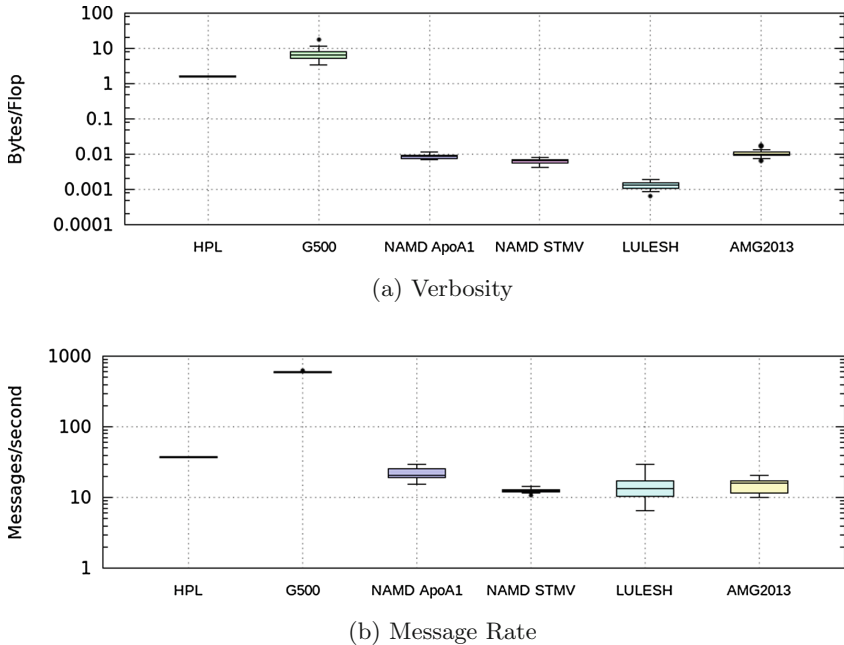 100
10
1
0.1
0.01
0.001
0.0001
Bytes/Flop
HPL G500 NAMD ApoA1 NAMD STMV LULESH AMG2013
(a) Verbosity
1000
100
10
1
Messages/second
HPL G500 NAMD ApoA1 NAMD STMV LULESH AMG2013
(b) Message Rate